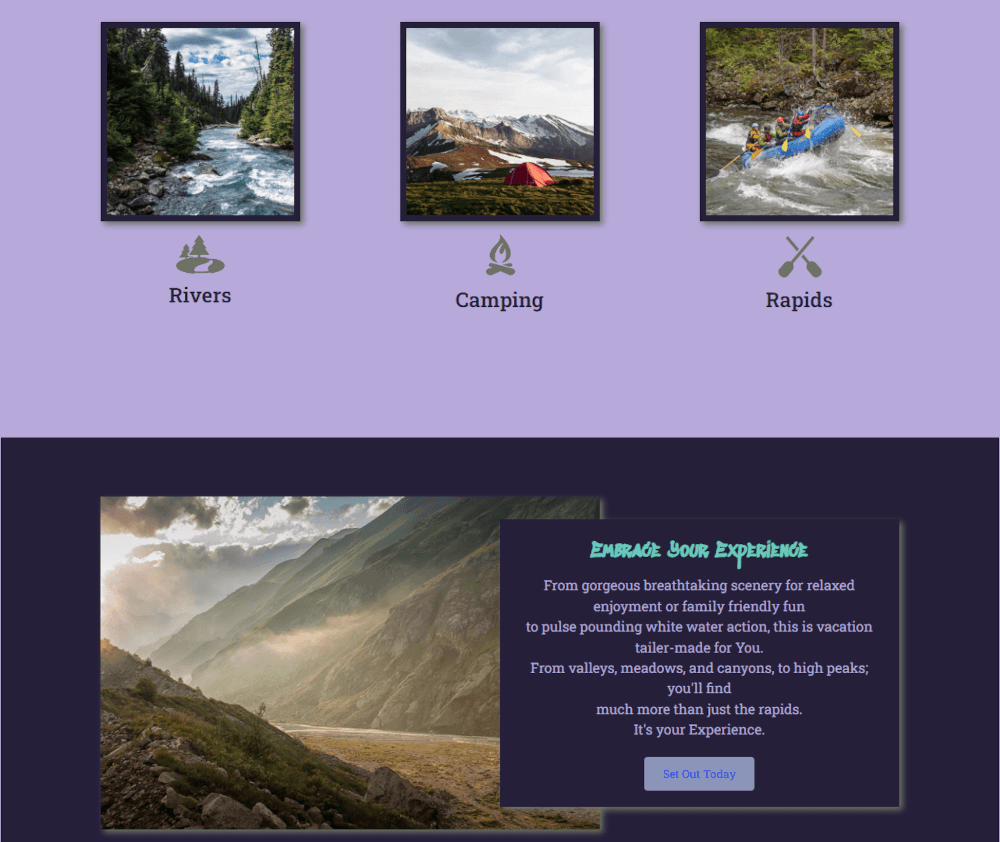 Rivers
Camping
Rapids
Embrace Your Experience
From gorgeous breathtaking scenery for relaxed
enjoyment or family friendly fun
to pulse pounding white water action, this is vacation
tailer-made for You.
From valleys, meadows, and canyons, to high peaks;
you'll find
much more than just the rapids.
It's your Experience.
Set Out Today